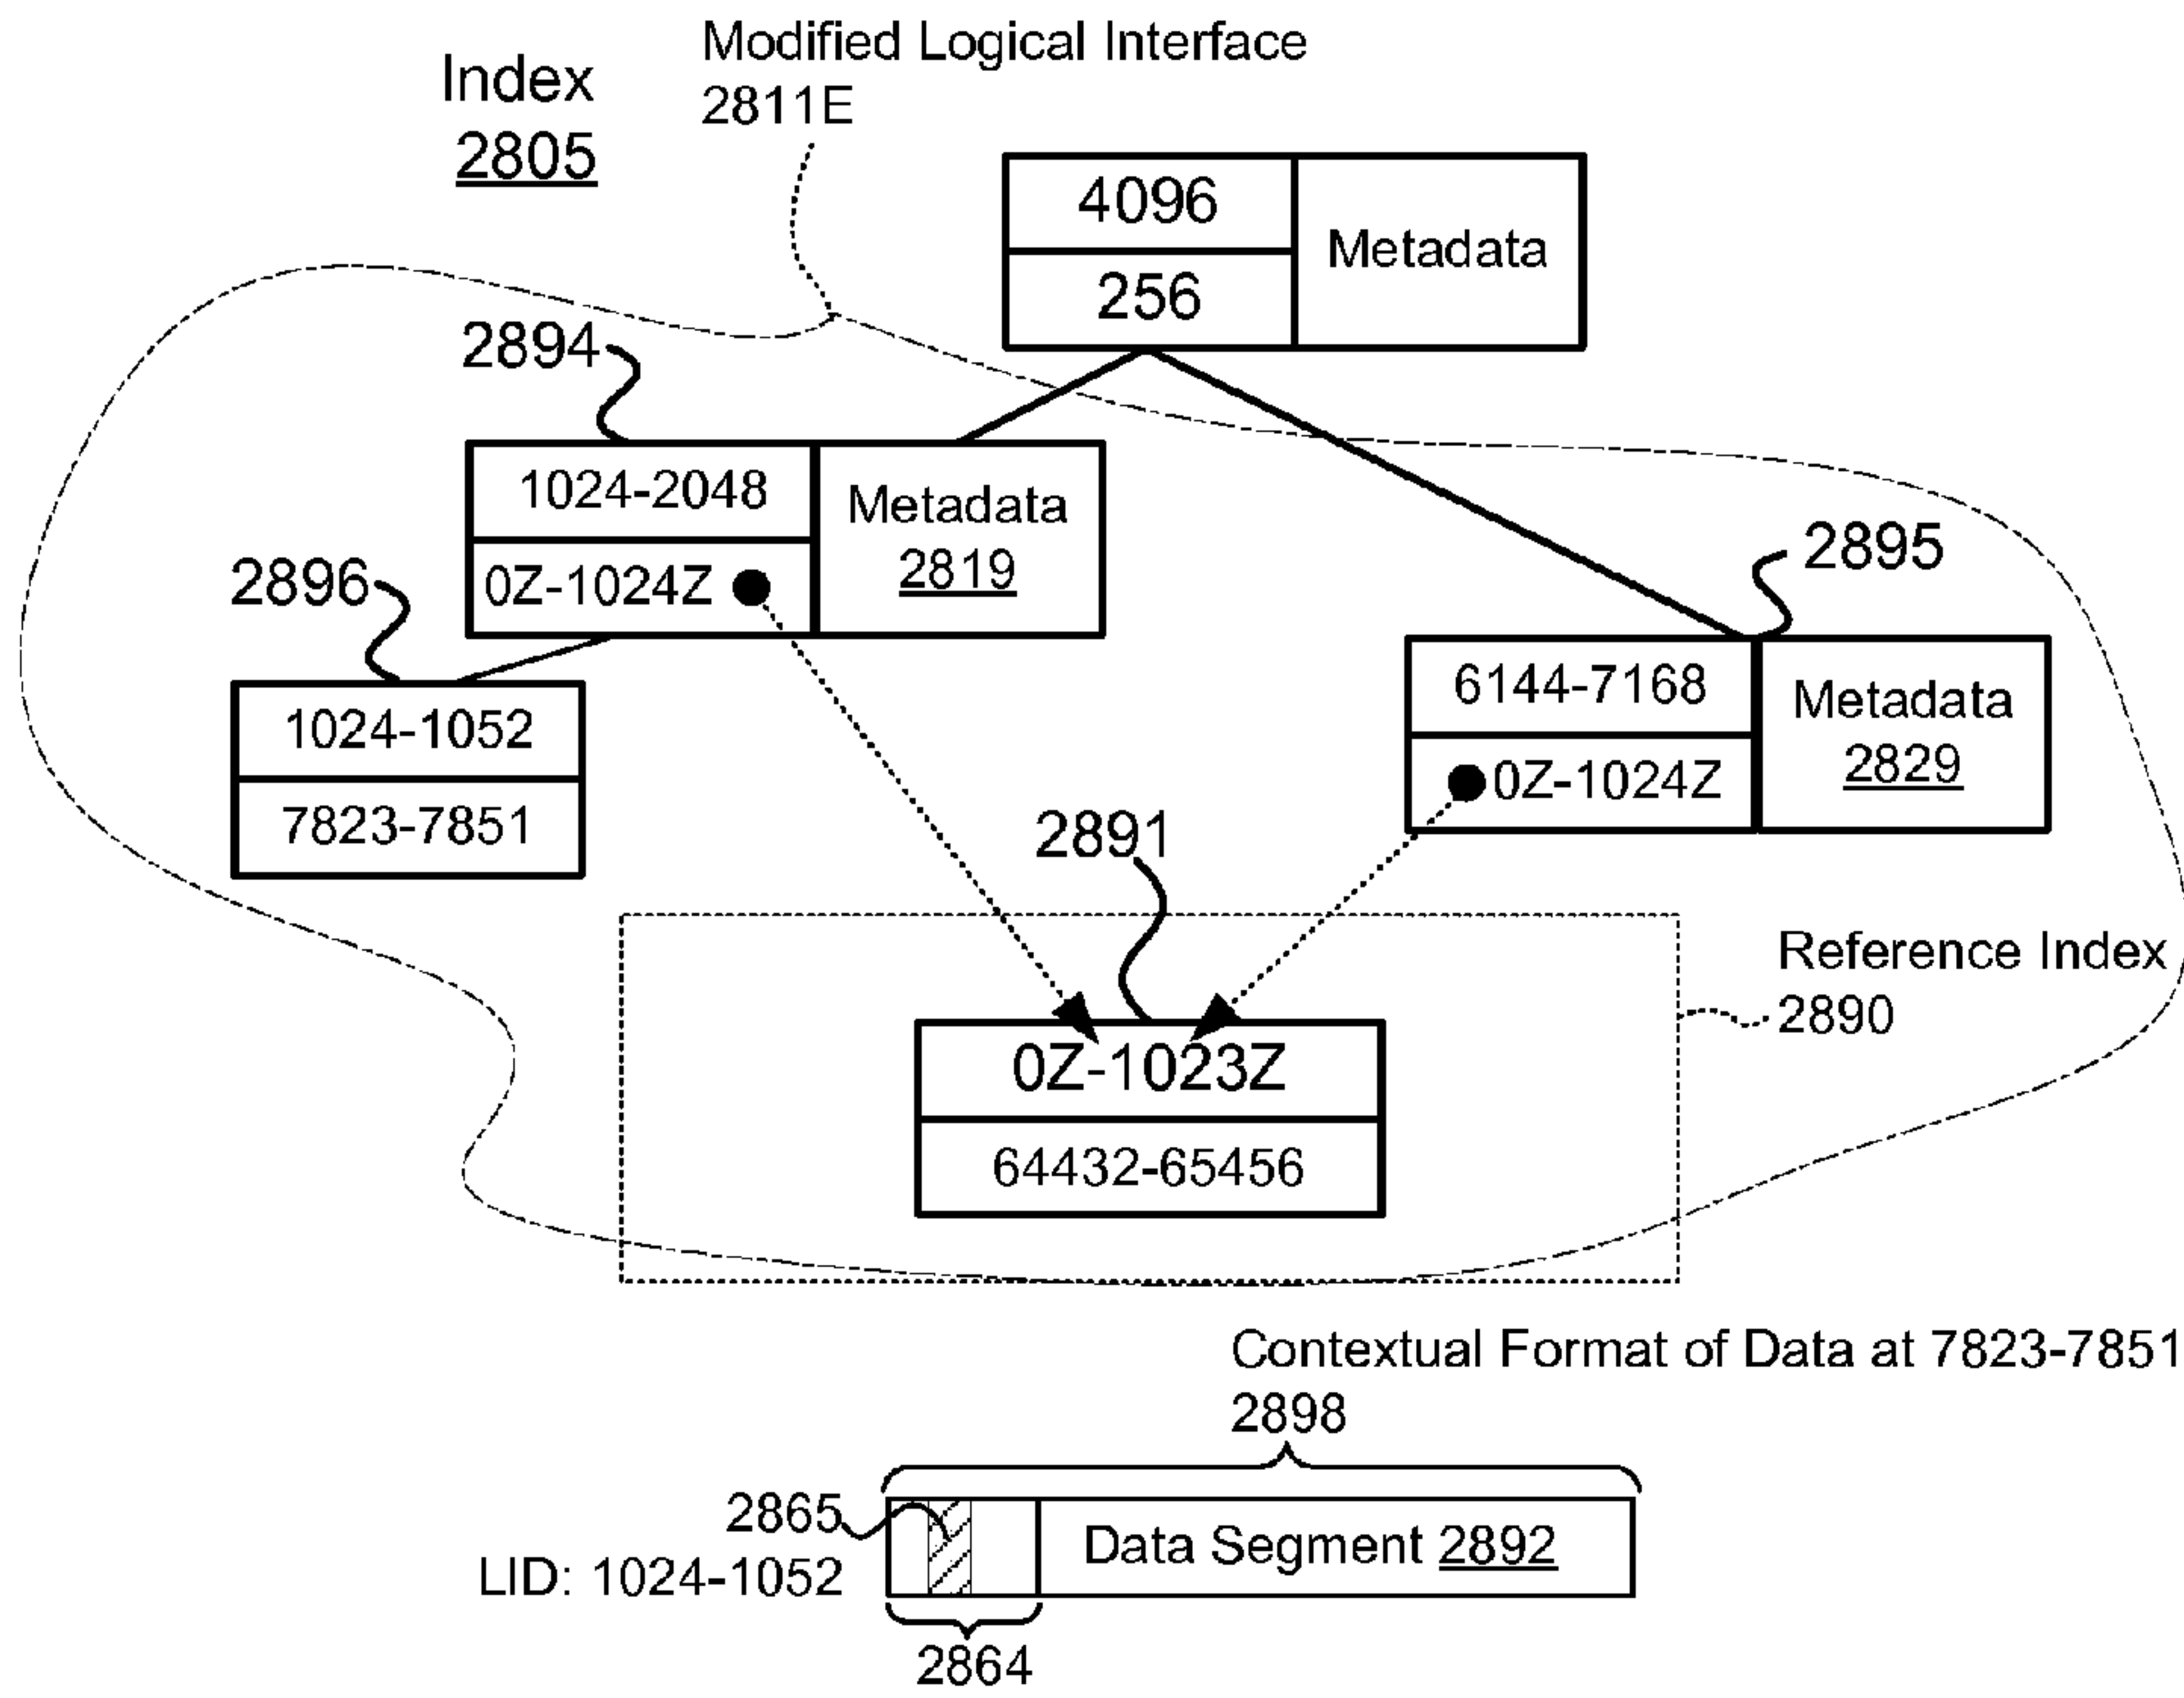 Modified Logical Interface
2811E
Index
2805
4096
256
Metadata
2894
1024-2048
0Z-1024Z
Metadata
2819
2896
1024-1052
7823-7851
2895
6144-7168
0Z-1024Z
Metadata
2829
2891
Reference Index
2890
0Z-1023Z
64432-65456
Contextual Format of Data at 7823-7851
2898
2865
LID: 1024-1052
Data Segment 2892
2864